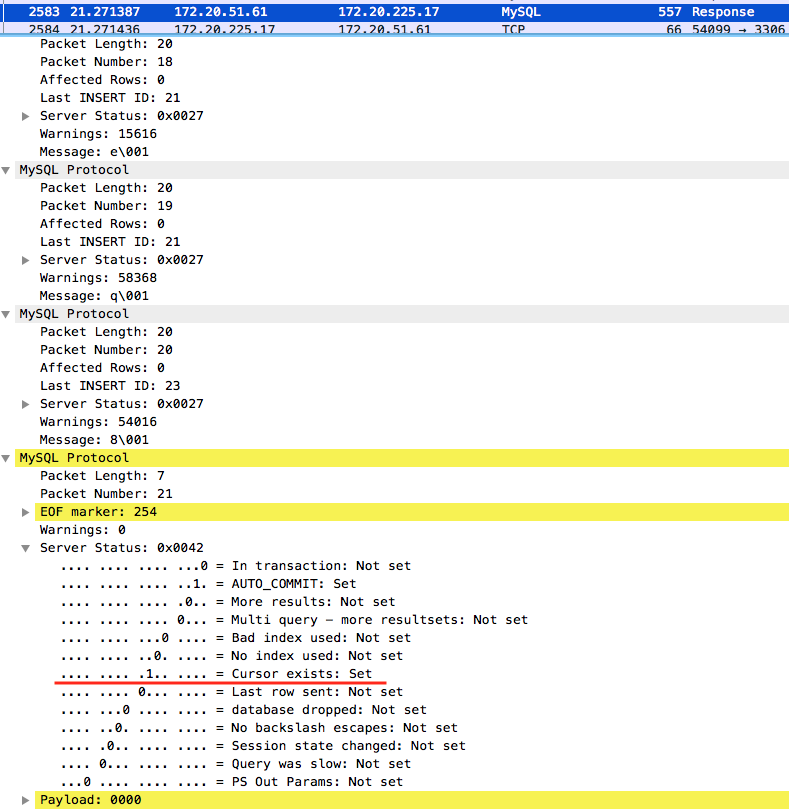 2583 21.271387 172.20.51.61 172.20.225.17 MySQL 557 Response
2584 21.271436 172.20.225.17 172.20.51.61 TCP 66 54099 → 3306
Packet Length: 20
Packet Number: 18
Affected Rows: 0
Last INSERT ID: 21
Server Status: 0x0027
Warnings: 15616
Message: e\001
MySQL Protocol
Packet Length: 20
Packet Number: 19
Affected Rows: 0
Last INSERT ID: 21
Server Status: 0x0027
Warnings: 58368
Message: q\001
MySQL Protocol
Packet Length: 20
Packet Number: 20
Affected Rows: 0
Last INSERT ID: 23
Server Status: 0x0027
Warnings: 54016
Message: 8\001
MySQL Protocol
Packet Length: 7
Packet Number: 21
EOF marker: 254
Warnings: 0
Server Status: 0x0042
.... .... .... ...0 = In transaction: Not set
.... .... .... ..1. = AUTO_COMMIT: Set
.... .... .... .0.. = More results: Not set
.... .... .... 0... = Multi query – more resultsets: Not set
.... .... ...0 .... = Bad index used: Not set
.... .... ..0. .... = No index used: Not set
.... .... .1.. .... = Cursor exists: Set
.... .... 0... .... = Last row sent: Not set
.... ...0 .... .... = database dropped: Not set
.... ..0. .... .... = No backslash escapes: Not set
.... .0.. .... .... = Session state changed: Not set
.... 0... .... .... = Query was slow: Not set
...0 .... .... .... = PS Out Params: Not set
Payload: 0000